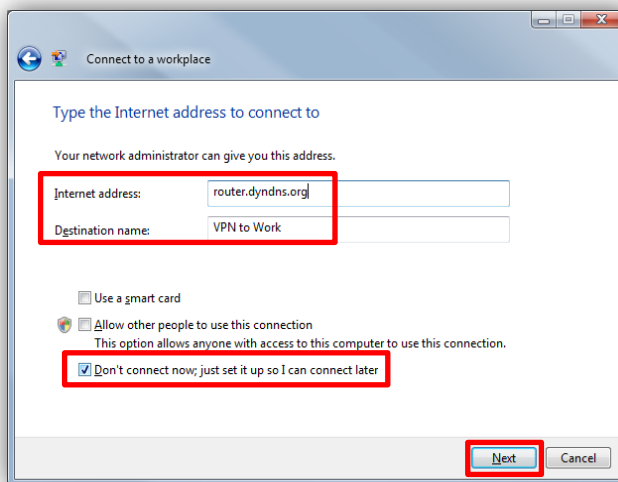 Connect to a workplace
Type the Internet address to connect to
Your network administrator can give you this address.
Internet address: router.dyndns.org
Destination name: VPN to Work
Use a smart card
Allow other people to use this connection
This option allows anyone with access to this computer to use this connection.
Don't connect now; just set it up so I can connect later
Next Cancel